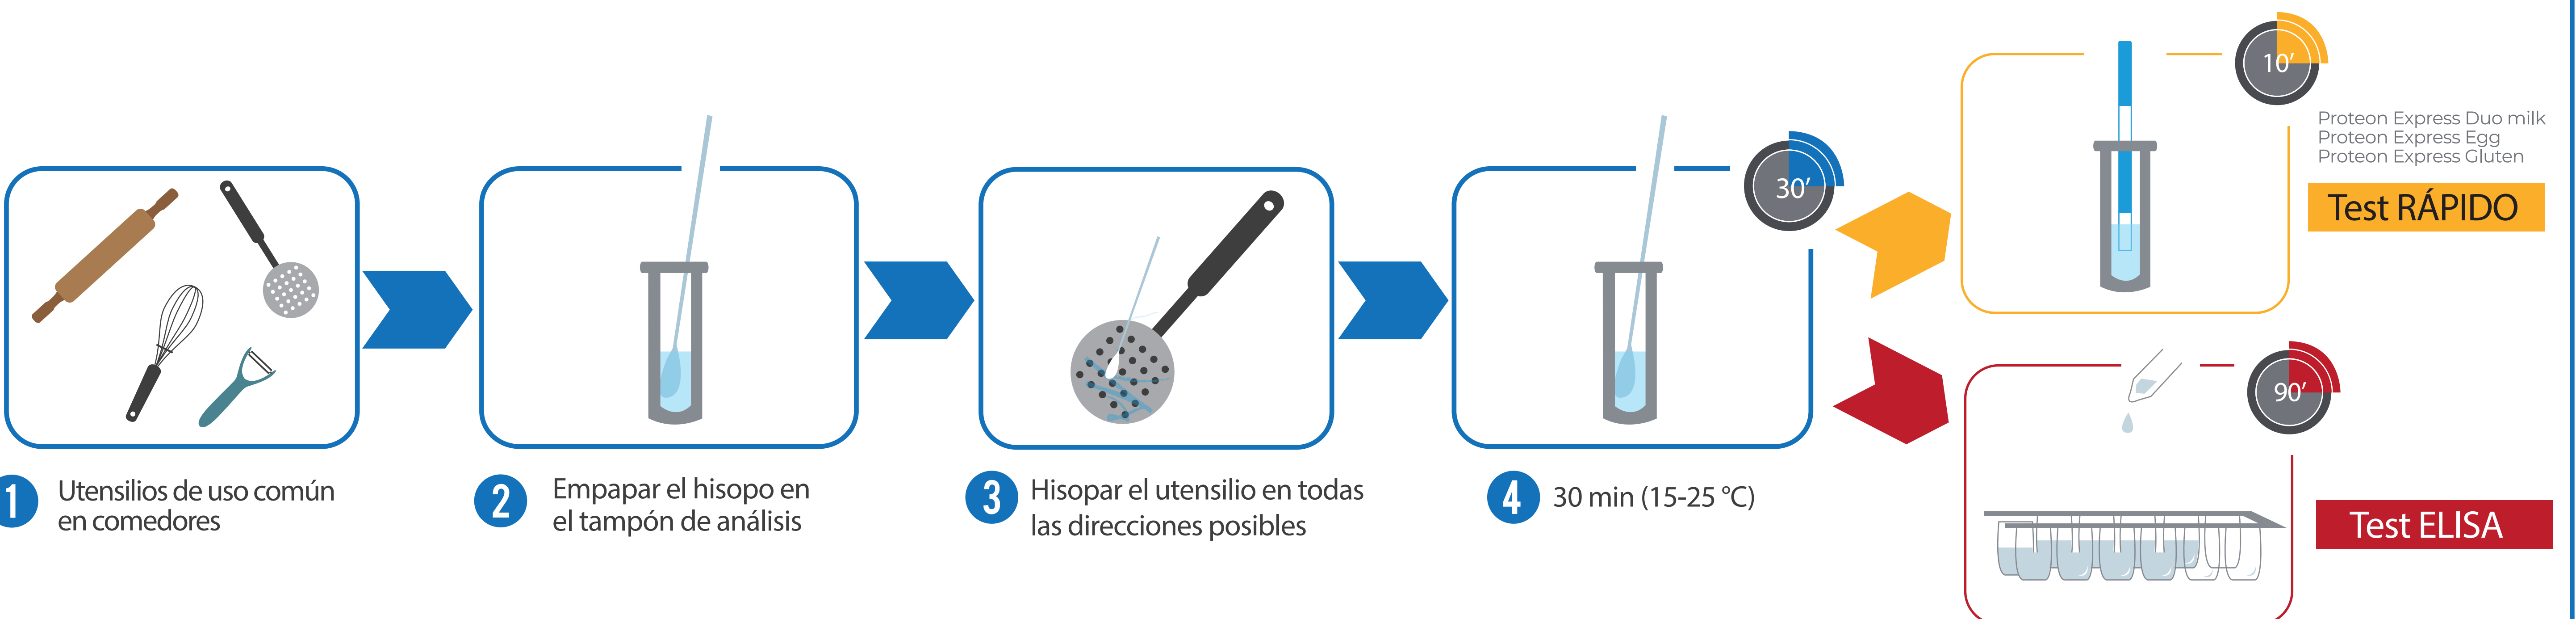 1
Utensilios de uso común
en comedores
2
Empapar el hisopo en
el tampón de análisis
3
Hisopar el utensilio en todas
las direcciones posibles
30′
4
30 min (15-25 °C)
10′
Proteon Express Duo milk
Proteon Express Egg
Proteon Express Gluten
Test RÁPIDO
90′
Test ELISA